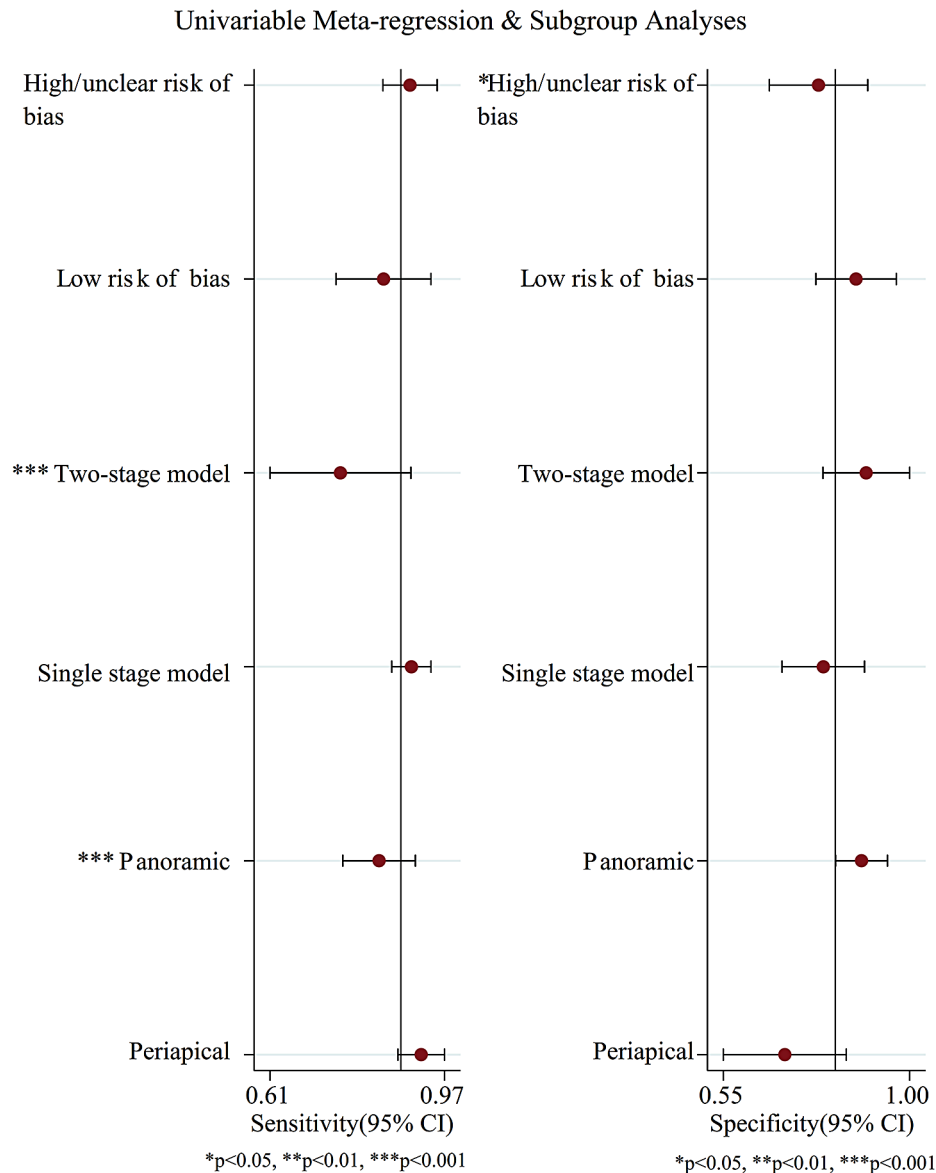 Univariable Meta-regression & Subgroup Analyses
High/unclear risk of
bias
Low risk of bias
*** Two-stage model
Single stage model
*** Panoramic
Periapical
0.61 0.97
Sensitivity(95% CI)
*p<0.05, **p<0.01, ***p<0.001
*High/unclear risk of
bias
Low risk of bias
Two-stage model
Single stage model
Panoramic
Periapical
0.55 1.00
Specificity(95% CI)
*p<0.05, **p<0.01, ***p<0.001